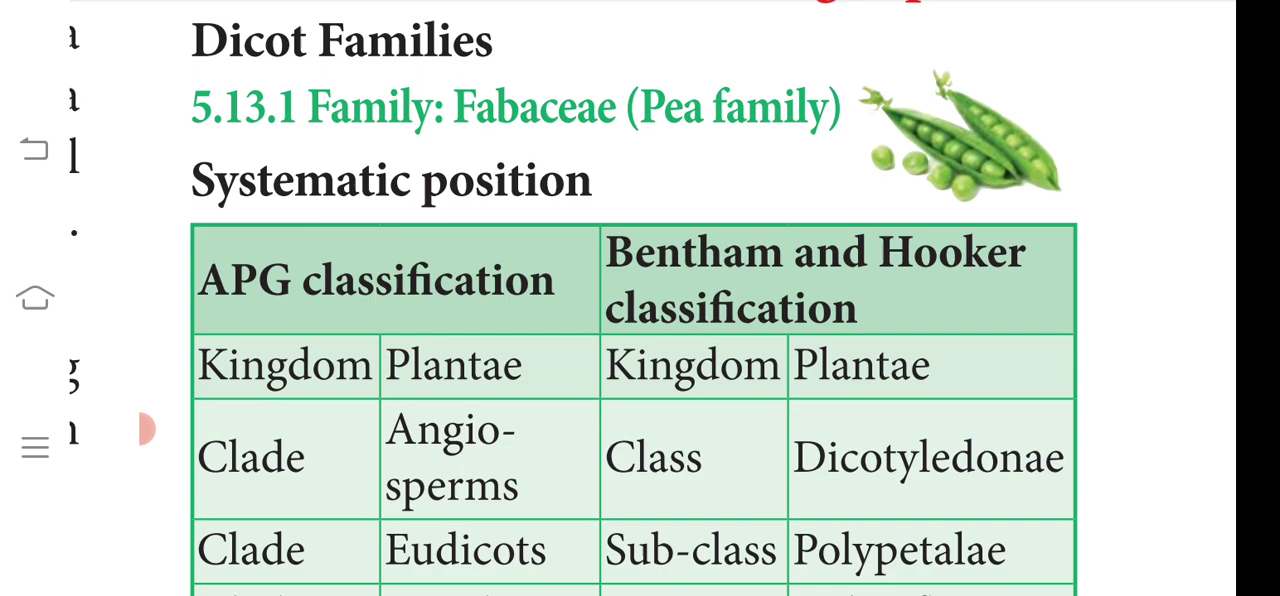 Dicot Families
5.13.1 Family: Fabaceae (Pea family)
Systematic position
APG classification
Bentham and Hooker
classification
Kingdom Plantae Kingdom Plantae
Clade Angio-
sperms Class Dicotyledonae
Clade Eudicots Sub-class Polypetalae